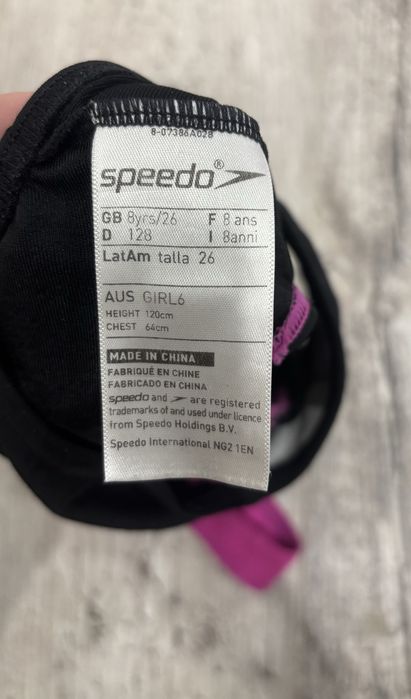 8-07386A028
speedo®
GB 8yrs/26 F 8 ans
D 128 I 8anni
LatAm talla 26
AUS GIRL6
HEIGHT 120cm
CHEST 64cm
MADE IN CHINA
FABRIQUÉ EN CHINE
FABRICADO EN CHINA
speedo and are registered
trademarks of and used under licence
from Speedo Holdings B.V.
Speedo International NG2 1EN